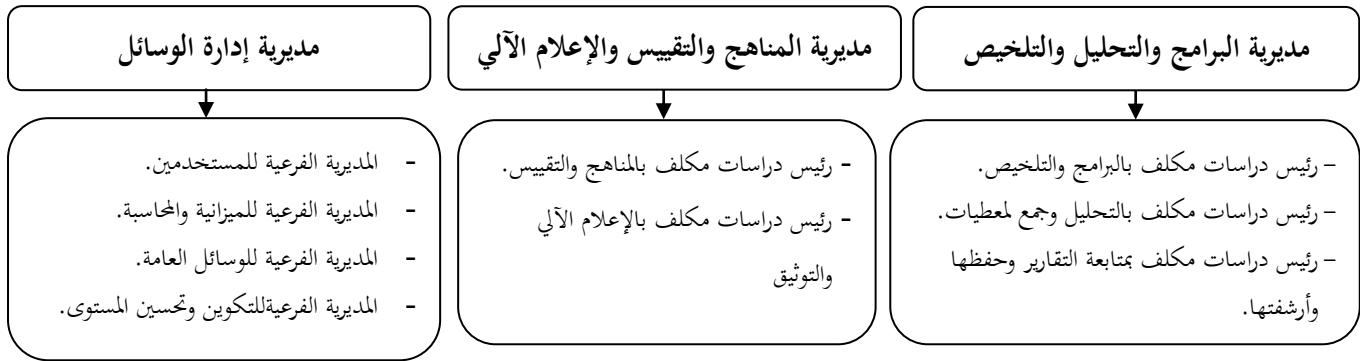 مديرية البرامج والتحليل والتلخيص
- رئيس دراسات مكلف بالبرامج والتلخيص.
- رئيس دراسات مكلف بالتحليل وجمع لمعطيات.
- رئيس دراسات مكلف بمتابعة التقارير وحفظها
وأرشفتها.
مديرية المناهج والتقييس والإعلام الآلي
- رئيس دراسات مكلف بالمناهج والتقييس.
- رئيس دراسات مكلف بالإعلام الآلي
والتوثيق
مديرية إدارة الوسائل
- المديرية الفرعية للمستخدمين.
- المديرية الفرعية للميزانية والمحاسبة.
- المديرية الفرعية للوسائل العامة.
- المديرية الفرعيةللتكوين وتحسين المستوى.